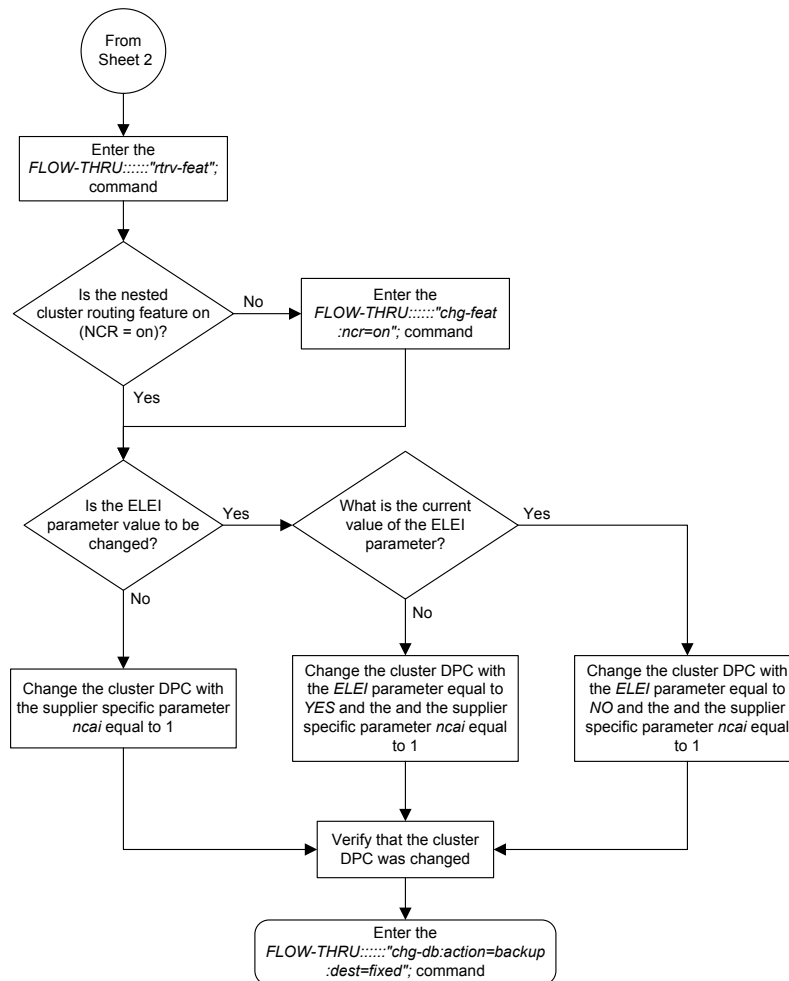 From
Sheet 2
Enter the
FLOW-THRU::::::"rtrv-feat";
command
Is the nested
cluster routing feature on
(NCR = on)?
No
Enter the
FLOW-THRU::::::"chg-feat
:ncr=on"; command
Yes
Is the ELEI
parameter value to be
changed?
Yes
What is the current
value of the ELEI
parameter?
Yes
No
No
Change the cluster DPC with
the supplier specific parameter
ncai equal to 1
Change the cluster DPC with
the ELEI parameter equal to
YES and the and the supplier
specific parameter ncai equal
to 1
Change the cluster DPC with
the ELEI parameter equal to
NO and the and the supplier
specific parameter ncai equal
to 1
Verify that the cluster
DPC was changed
Enter the
FLOW-THRU::::::"chg-db:action=backup
:dest=fixed"; command